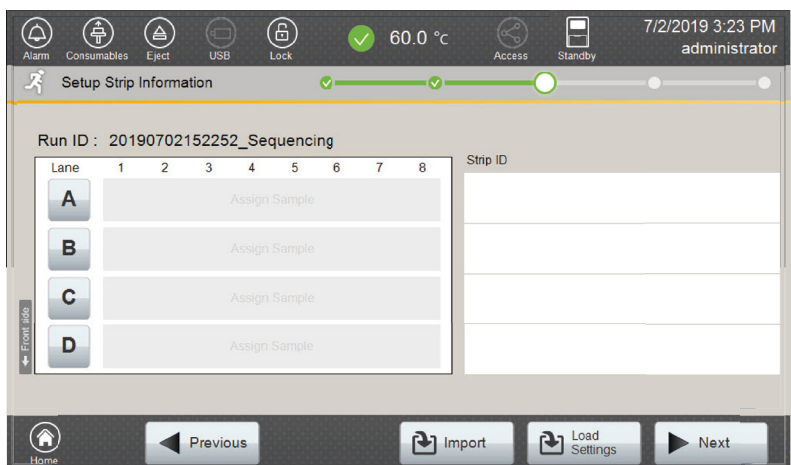 Alarm Consumables Eject USB Lock 60.0 °C Access Standby
7/2/2019 3:23 PM
administrator
Setup Strip Information
Run ID : 20190702152252_Sequencing
Lane 1 2 3 4 5 6 7 8
Strip ID
A Assign Sample
B Assign Sample
C Assign Sample
D Assign Sample
Front side
Home
Previous
Import
Load
Settings
Next